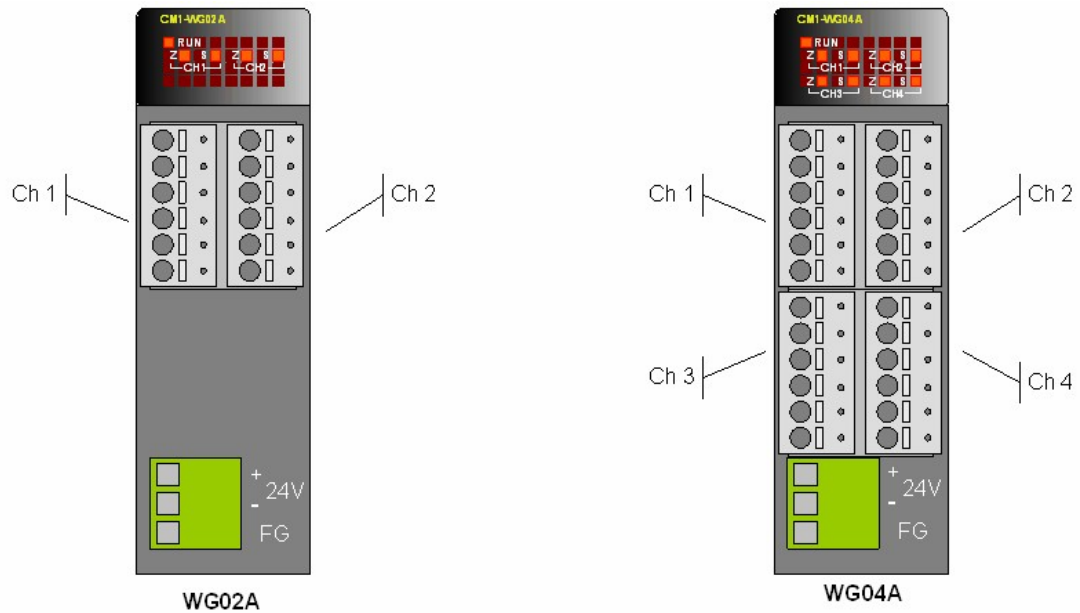 CM1-WG02A
RUN
Z S Z S
CH1 CH2
Ch 1
Ch 2
+
24V
-
FG
WG02A
CM1-WG04A
RUN
Z S Z S
CH1 CH2
Z S Z S
CH3 CH4
Ch 1
Ch 2
Ch 3
Ch 4
+
24V
-
FG
WG04A